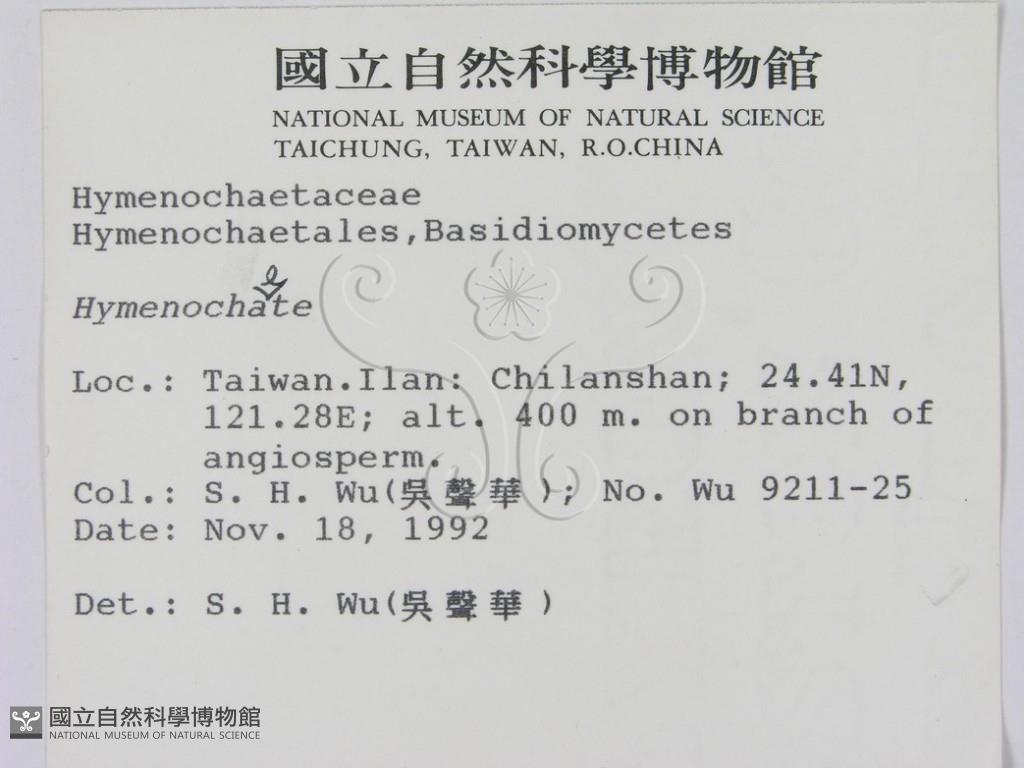 國立自然科學博物館
NATIONAL MUSEUM OF NATURAL SCIENCE
TAICHUNG, TAIWAN, R.O.CHINA
Hymenochaetaceae
Hymenochaetales,Basidiomycetes
Hymenochaete
Loc.: Taiwan.Ilan: Chilanshan; 24.41N,
121.28E; alt. 400 m. on branch of
angiosperm.
Col.: S. H. Wu(吳聲華); No. Wu 9211-25
Date: Nov. 18, 1992
Det.: S. H. Wu(吳聲華 )
國立自然科學博物館
NATIONAL MUSEUM OF NATURAL SCIENCE